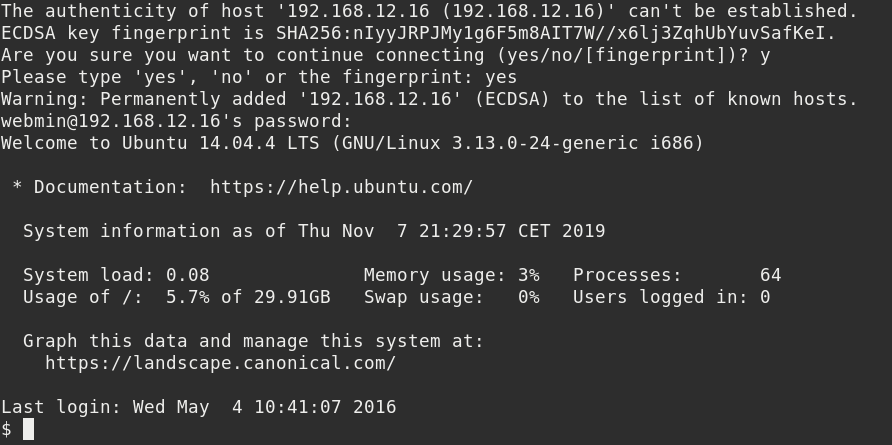 The authenticity of host '192.168.12.16 (192.168.12.16)' can't be established.
ECDSA key fingerprint is SHA256:nIyyJRPJMy1g6F5m8AIT7W//x6lj3ZqhUbYuvSafKeI.
Are you sure you want to continue connecting (yes/no/[fingerprint])? y
Please type 'yes', 'no' or the fingerprint: yes
Warning: Permanently added '192.168.12.16' (ECDSA) to the list of known hosts.
webmin@192.168.12.16's password:
Welcome to Ubuntu 14.04.4 LTS (GNU/Linux 3.13.0-24-generic i686)
 * Documentation:  https://help.ubuntu.com/
  System information as of Thu Nov  7 21:29:57 CET 2019
  System load: 0.08              Memory usage: 3%   Processes:       64
  Usage of /:  5.7% of 29.91GB   Swap usage:   0%   Users logged in: 0
  Graph this data and manage this system at:
    https://landscape.canonical.com/
Last login: Wed May  4 10:41:07 2016
$